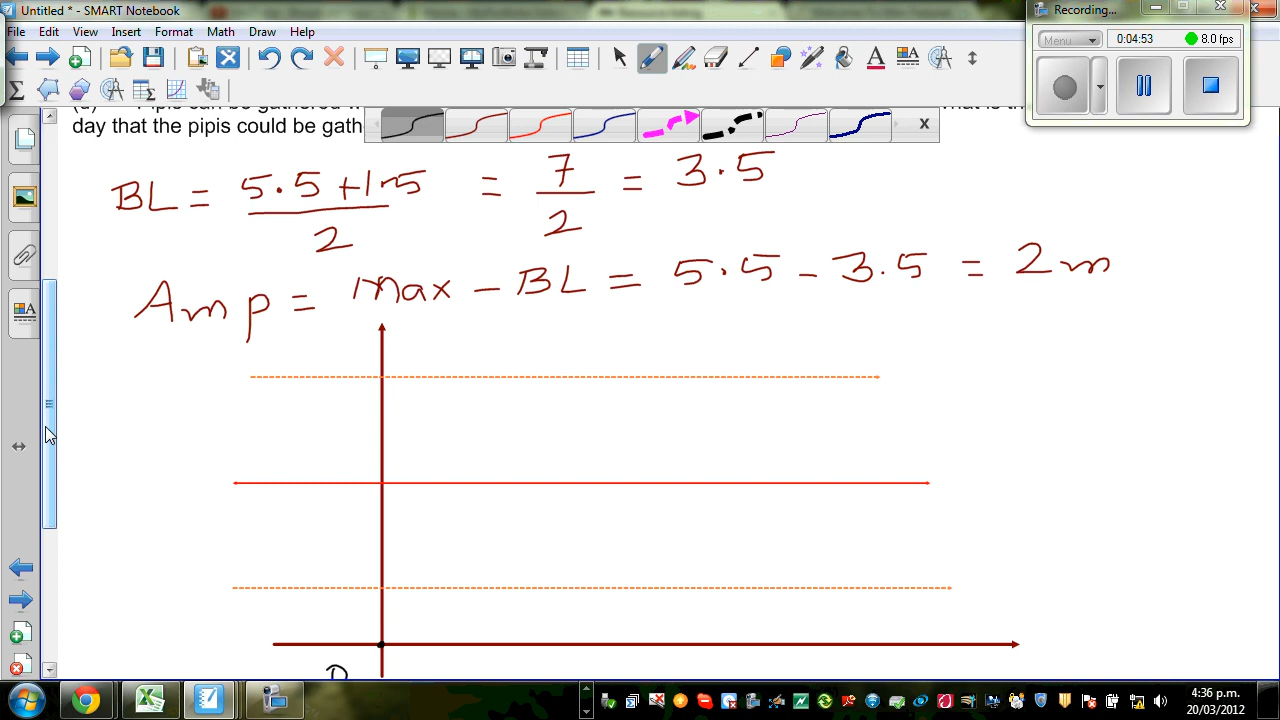 Untitled * - SMART Notebook
File Edit View Insert Format Math Draw Help
Recording...
Menu 0:04:53 8.0 fps
day that the pipis could be gath
x
BL = 5.5 + 1.5 / 2 = 7 / 2 = 3.5
Amp = max - BL = 5.5 - 3.5 = 2m
4:36 p.m.
20/03/2012